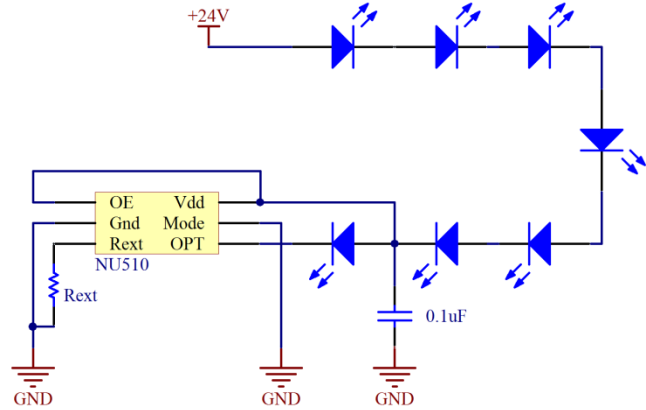 +24V
OE Vdd
Gnd Mode
Rext OPT
NU510
Rext
0.1uF
GND
GND
GND